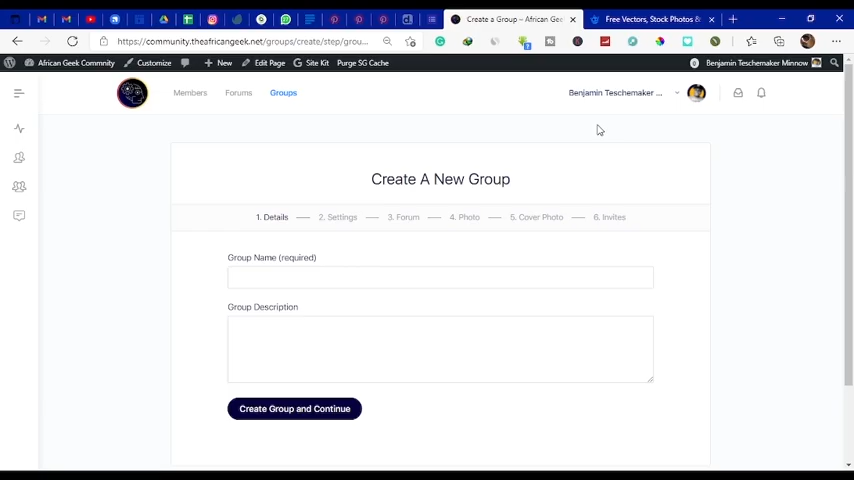 Create a Group – African Gee
Free Vectors, Stock Photos &
https://community.theafricangeek.net/groups/create/step/grou...
African Geek Commnity
Customize
New
Edit Page
Site Kit
Purge SG Cache
0
Benjamin Teschemaker Minnow
Members
Forums
Groups
Benjamin Teschemaker ...
Create A New Group
1. Details
2. Settings
3. Forum
4. Photo
5. Cover Photo
6. Invites
Group Name (required)
Group Description
Create Group and Continue